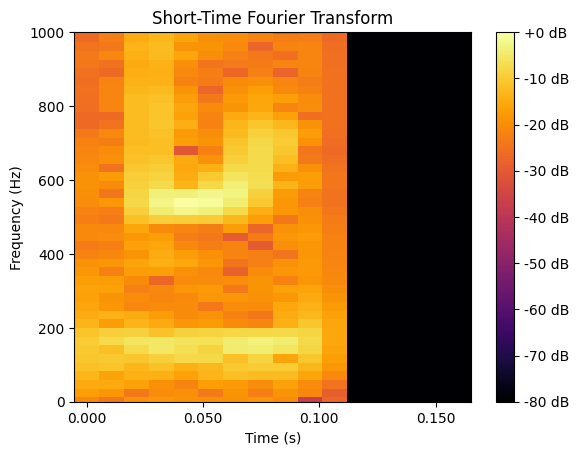 Short-Time Fourier Transform
1000
800
600
400
200
0
Frequency (Hz)
0.000
0.050
0.100
0.150
Time (s)
+0 dB
-10 dB
-20 dB
-30 dB
-40 dB
-50 dB
-60 dB
-70 dB
-80 dB